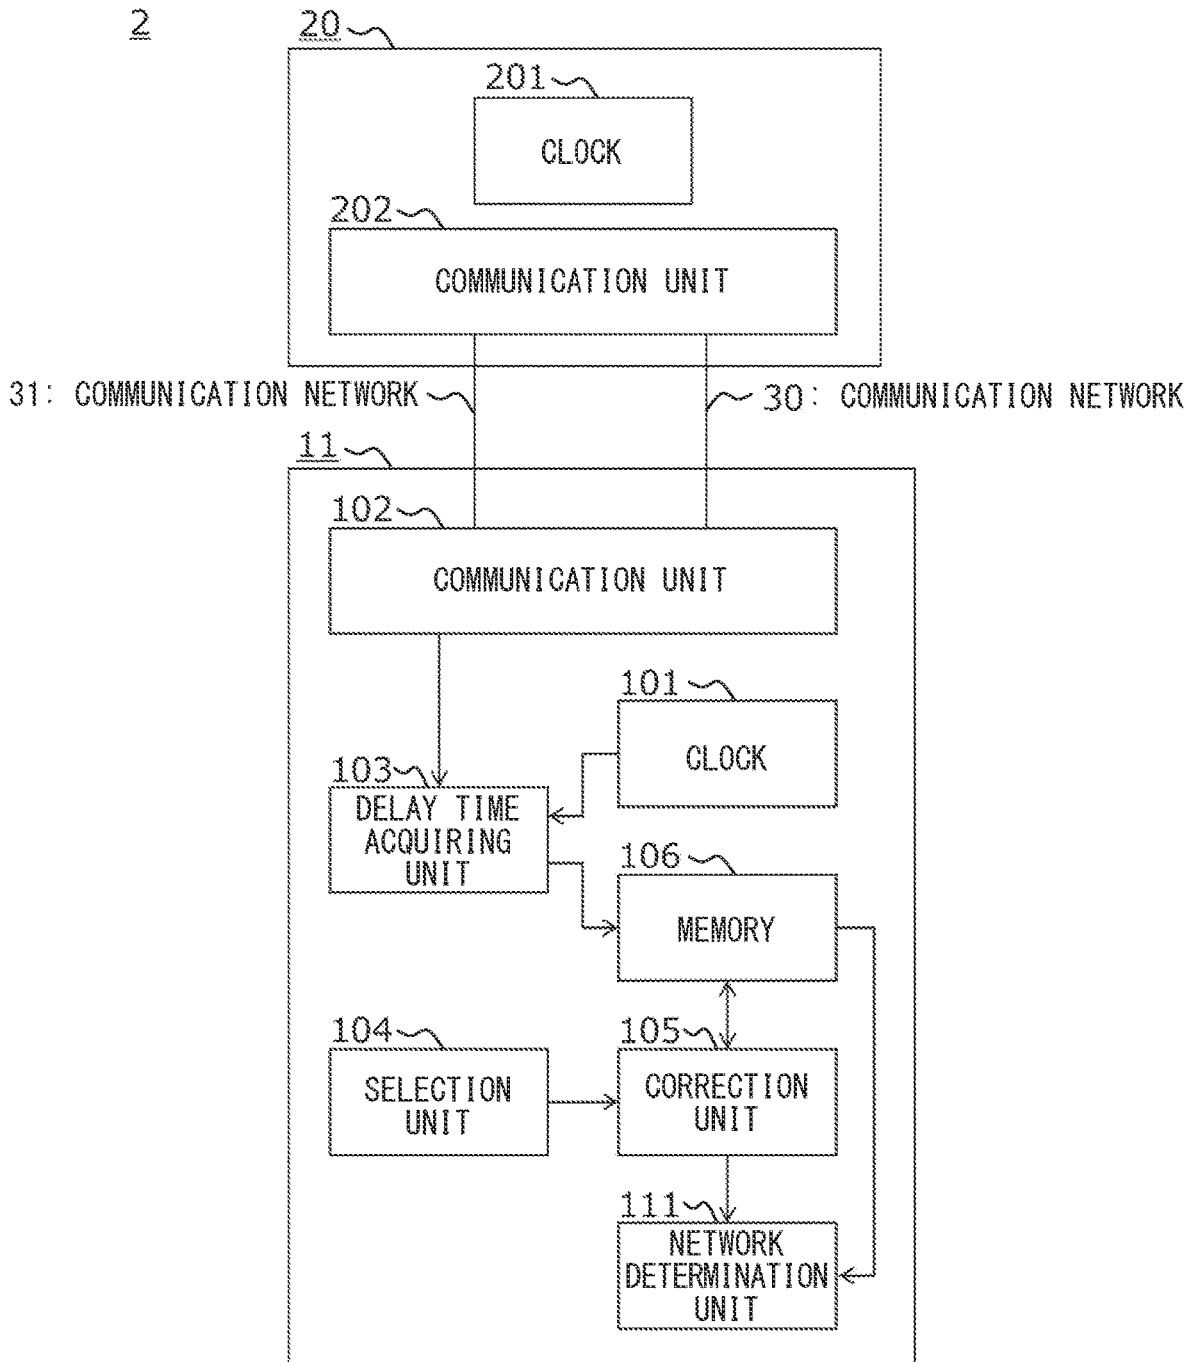 2
20
201
CLOCK
202
COMMUNICATION UNIT
31: COMMUNICATION NETWORK
30: COMMUNICATION NETWORK
11
102
COMMUNICATION UNIT
101
CLOCK
103
DELAY TIME
ACQUIRING
UNIT
106
MEMORY
104
SELECTION
UNIT
105
CORRECTION
UNIT
111
NETWORK
DETERMINATION
UNIT